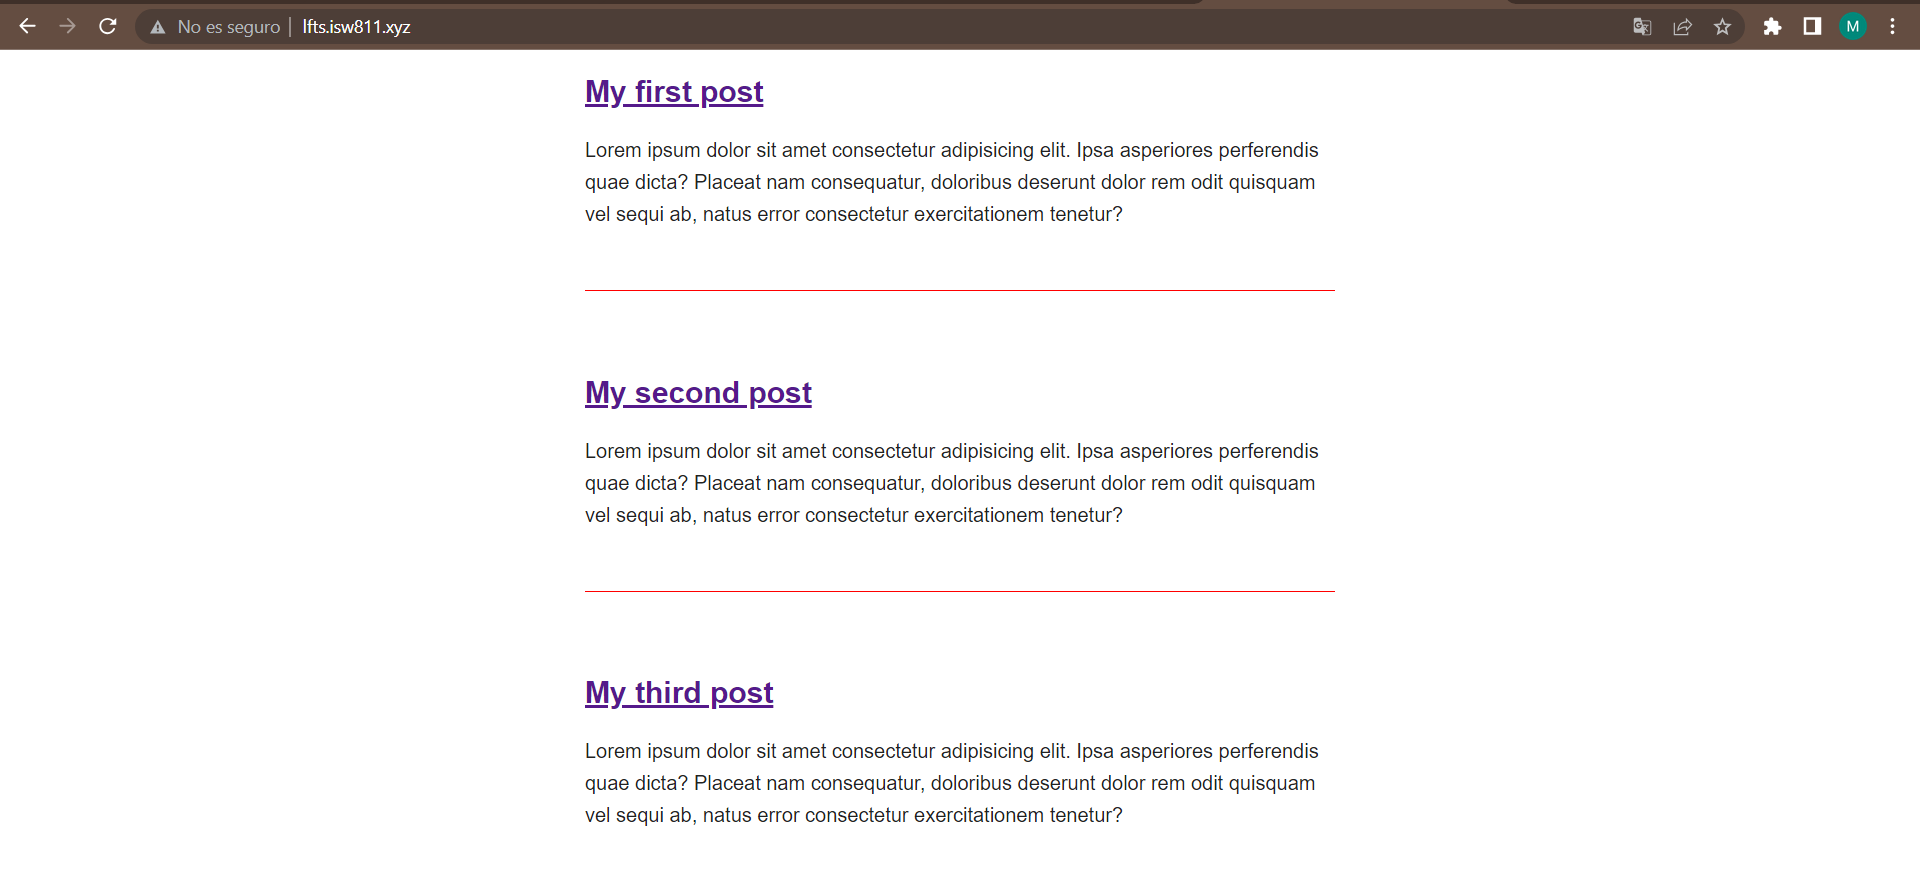 No es seguro | lfts.isw811.xyz
M
My first post
Lorem ipsum dolor sit amet consectetur adipisicing elit. Ipsa asperiores perferendis
quae dicta? Placeat nam consequatur, doloribus deserunt dolor rem odit quisquam
vel sequi ab, natus error consectetur exercitationem tenetur?
My second post
Lorem ipsum dolor sit amet consectetur adipisicing elit. Ipsa asperiores perferendis
quae dicta? Placeat nam consequatur, doloribus deserunt dolor rem odit quisquam
vel sequi ab, natus error consectetur exercitationem tenetur?
My third post
Lorem ipsum dolor sit amet consectetur adipisicing elit. Ipsa asperiores perferendis
quae dicta? Placeat nam consequatur, doloribus deserunt dolor rem odit quisquam
vel sequi ab, natus error consectetur exercitationem tenetur?